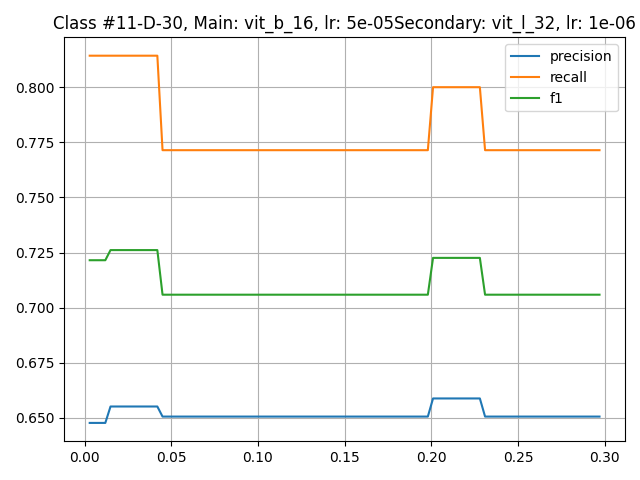 Class #11-D-30, Main: vit_b_16, lr: 5e-05Secondary: vit_l_32, lr: 1e-06
precision
recall
f1
0.800
0.775
0.750
0.725
0.700
0.675
0.650
0.00 0.05 0.10 0.15 0.20 0.25 0.30